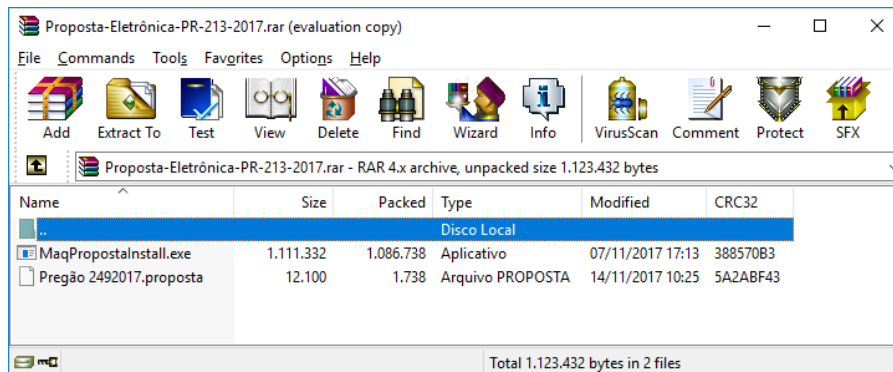 Proposta-Eletrônica-PR-213-2017.rar (evaluation copy)
File Commands Tools Favorites Options Help
Add Extract To Test View Delete Find Wizard Info VirusScan Comment Protect SFX
Proposta-Eletrônica-PR-213-2017.rar - RAR 4.x archive, unpacked size 1.123.432 bytes
Name Size Packed Type Modified CRC32
.. Disco Local
MaqPropostaInstall.exe 1.111.332 1.086.738 Aplicativo 07/11/2017 17:13 388570B3
Pregão 2492017.proposta 12.100 1.738 Arquivo PROPOSTA 14/11/2017 10:25 5A2ABF43
Total 1.123.432 bytes in 2 files